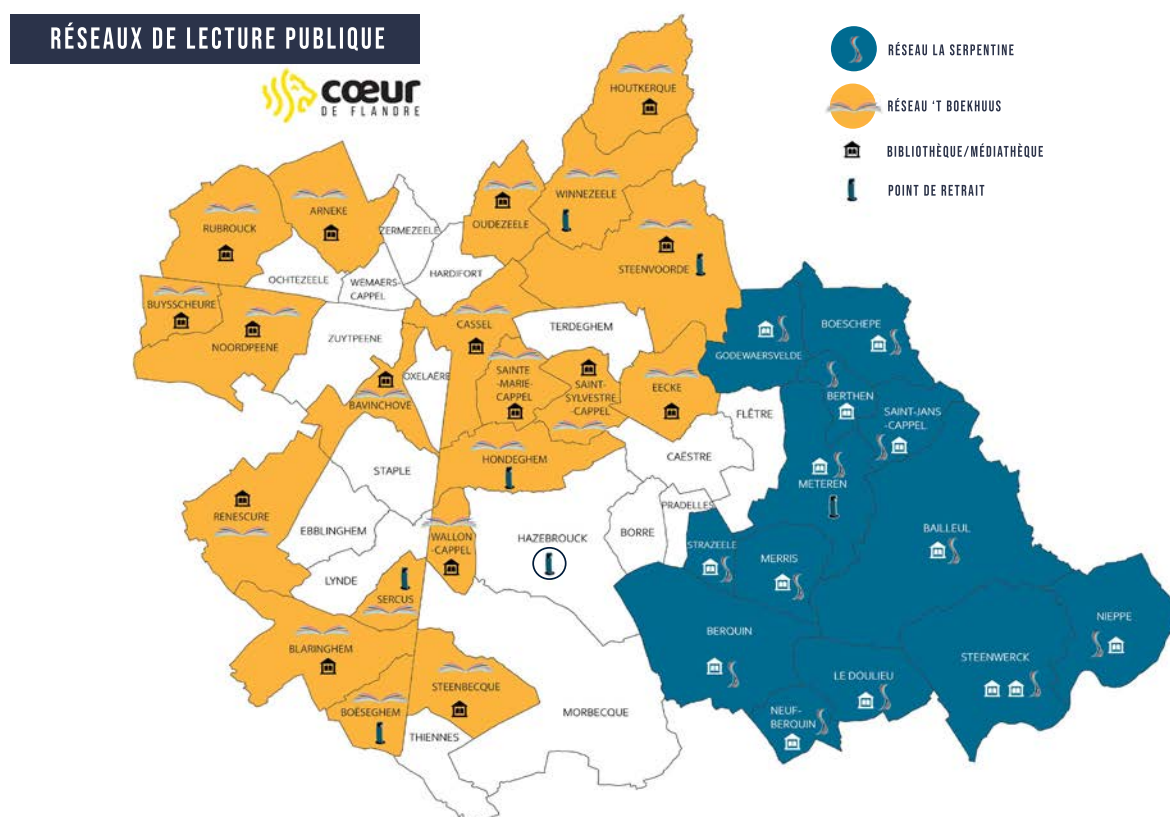 RÉSEAUX DE LECTURE PUBLIQUE
cœur
DE FLANDRE
RÉSEAU LA SERPENTINE
RÉSEAU ‘T BOEKHUUS
BIBLIOTHÈQUE/MÉDIATHÈQUE
POINT DE RETRAIT
HOUTKERQUE
WINNEZEELE
OUDEZEELE
ARNEKE
RUBROUCK
ZERMEZEELE
STEENVOORDE
HARDIFORT
OCHTEZEELE
WEMAERS-
CAPPEL
BUYSSCHEURE
NOORDPEENE
ZUYTPEENE
CASSEL
TERDEGHEM
BOESCHEPE
GODEWAERSVELDE
OXELAËRE
BAVINCHOVE
SAINTE
-MARIE-
CAPPEL
SAINT-
SYLVESTRE
-CAPPEL
EECKE
BERTHEN
SAINT-JANS
-CAPPEL
FLÊTRE
CAËSTRE
HONDEGHEM
STAPLE
METEREN
PRADELLES
RENESCURE
EBBLINGHEM
WALLON
-CAPPEL
HAZEBROUCK
BORRE
STRAZEELE
MERRIS
BAILLEUL
LYNDE
SERCUS
NIEPPE
BERQUIN
BLARINGHEM
STEENWERCK
LE DOULIEU
STEENBECQUE
BOËSEGHEM
MORBECQUE
NEUF-
BERQUIN
THIENNES